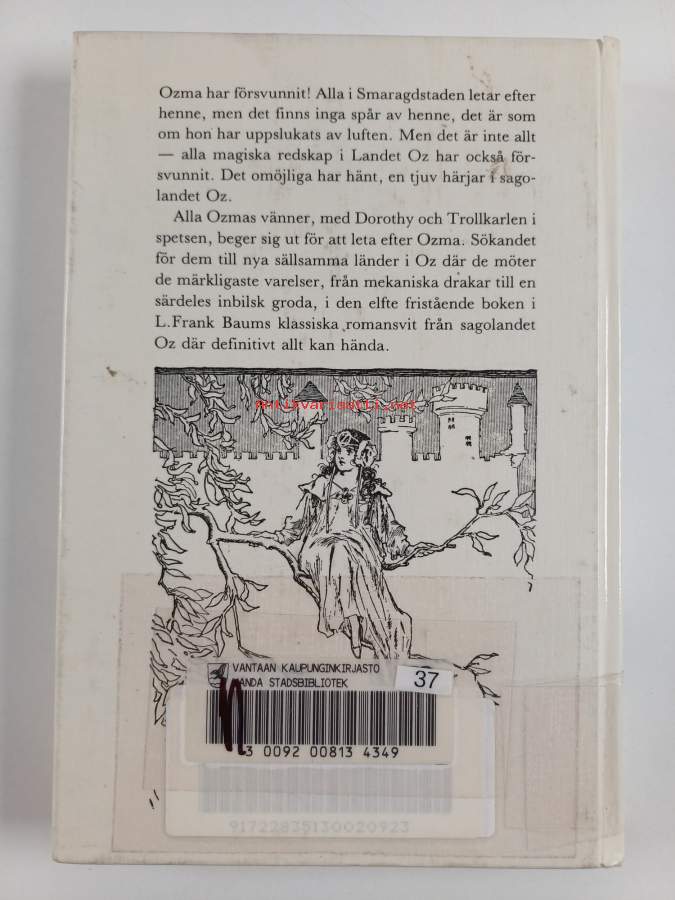 Ozma har försvunnit! Alla i Smaragdstaden letar efter
henne, men det finns inga spår av henne, det är som
om hon har uppslukats av luften. Men det är inte allt
— alla magiska redskap i Landet Oz har också för-
svunnit. Det omöjliga har hänt, en tjuv härjar i sago-
landet Oz.
Alla Ozmas vänner, med Dorothy och Trollkarlen i
spetsen, beger sig ut för att leta efter Ozma. Sökandet
för dem till nya sällsamma länder i Oz där de möter
de märkligaste varelser, från mekaniska drakar till en
särdeles inbilsk groda, i den elfte fristående boken i
L.Frank Baums klassiska romansvit från sagolandet
Oz där definitivt allt kan hända.
Antikvariaatti.net
VANTAAN KAUPUNGINKIRJASTO
VANDA STADSBIBLIOTEK
37
3 0092 00813 4349
91722835130020923